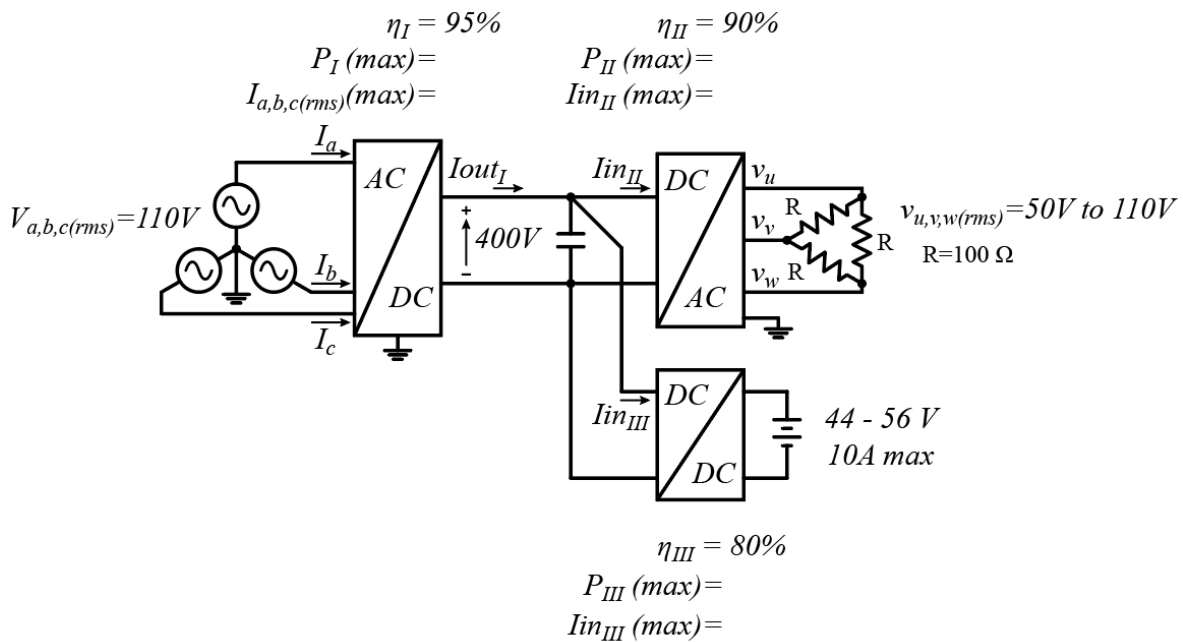 η_I = 95%
P_I (max)=
I_a,b,c(rms)(max)=
η_II = 90%
P_II (max)=
Iin_II (max)=
I_a
AC
Iout_I
Iin_II
DC
v_u
R
V_a,b,c(rms)=110V
+
400V
-
v_v
R
v_u,v,w(rms)=50V to 110V
R=100 Ω
I_b
R
v_w
DC
AC
I_c
DC
Iin_III
44 - 56 V
10A max
DC
η_III = 80%
P_III (max)=
Iin_III (max)=